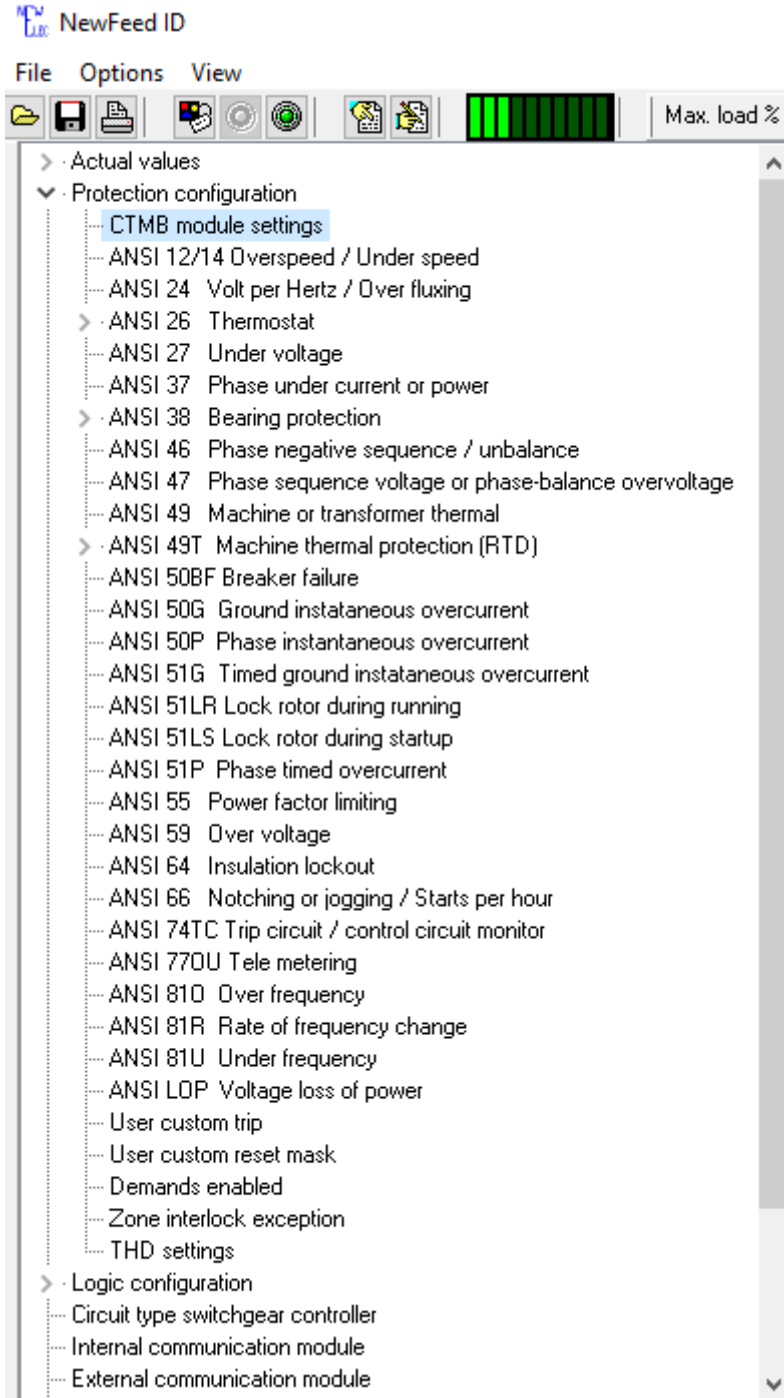 NEW ELEC NewFeed ID
File Options View
Max. load %
Actual values
Protection configuration
CTMB module settings
ANSI 12/14 Overspeed / Under speed
ANSI 24 Volt per Hertz / Over fluxing
ANSI 26 Thermostat
ANSI 27 Under voltage
ANSI 37 Phase under current or power
ANSI 38 Bearing protection
ANSI 46 Phase negative sequence / unbalance
ANSI 47 Phase sequence voltage or phase-balance overvoltage
ANSI 49 Machine or transformer thermal
ANSI 49T Machine thermal protection (RTD)
ANSI 50BF Breaker failure
ANSI 50G Ground instataneous overcurrent
ANSI 50P Phase instantaneous overcurrent
ANSI 51G Timed ground instataneous overcurrent
ANSI 51LR Lock rotor during running
ANSI 51LS Lock rotor during startup
ANSI 51P Phase timed overcurrent
ANSI 55 Power factor limiting
ANSI 59 Over voltage
ANSI 64 Insulation lockout
ANSI 66 Notching or jogging / Starts per hour
ANSI 74TC Trip circuit / control circuit monitor
ANSI 77OU Tele metering
ANSI 81O Over frequency
ANSI 81R Rate of frequency change
ANSI 81U Under frequency
ANSI LOP Voltage loss of power
User custom trip
User custom reset mask
Demands enabled
Zone interlock exception
THD settings
Logic configuration
Circuit type switchgear controller
Internal communication module
External communication module